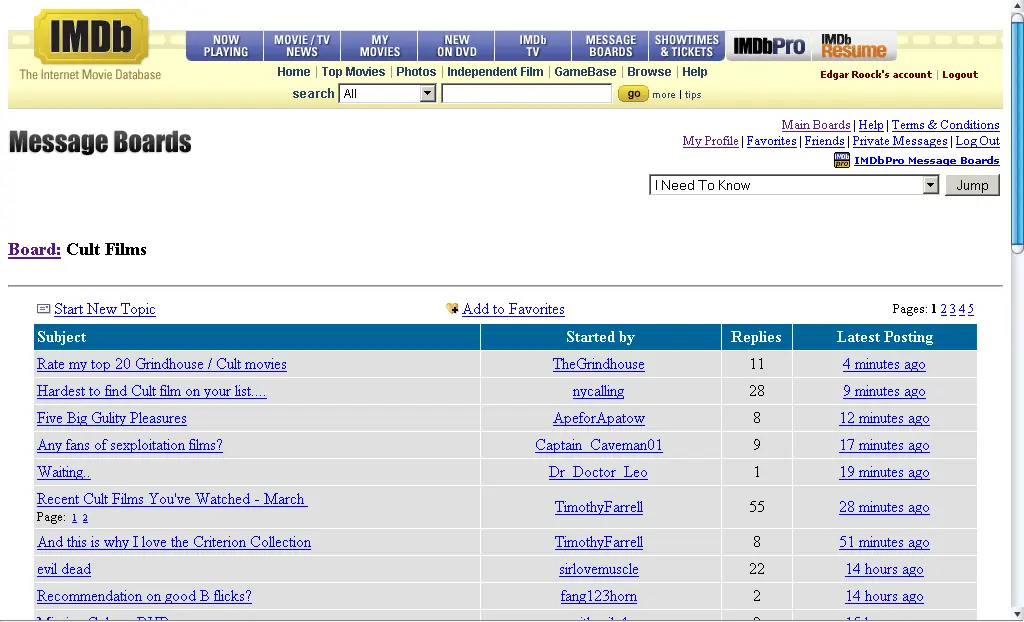 IMDb
The Internet Movie Database
NOW PLAYING
MOVIE / TV NEWS
MY MOVIES
NEW ON DVD
IMDb TV
MESSAGE BOARDS
SHOWTIMES & TICKETS
IMDbPro
IMDb Resume
Home | Top Movies | Photos | Independent Film | GameBase | Browse | Help
Edgar Roock's account | Logout
search All go more | tips
Message Boards
Main Boards | Help | Terms & Conditions
My Profile | Favorites | Friends | Private Messages | Log Out
IMDb pro IMDbPro Message Boards
I Need To Know Jump
Board: Cult Films
Start New Topic Add to Favorites Pages: 1 2 3 4 5
Subject Started by Replies Latest Posting
Rate my top 20 Grindhouse / Cult movies TheGrindhouse 11 4 minutes ago
Hardest to find Cult film on your list.... nycalling 28 9 minutes ago
Five Big Gulity Pleasures ApeforApatow 8 12 minutes ago
Any fans of sexploitation films? Captain_Caveman01 9 17 minutes ago
Waiting.. Dr_Doctor_Leo 1 19 minutes ago
Recent Cult Films You've Watched - March TimothyFarrell 55 28 minutes ago
Page: 1 2
And this is why I love the Criterion Collection TimothyFarrell 8 51 minutes ago
evil dead sirlovemuscle 22 14 hours ago
Recommendation on good B flicks? fang123horn 2 14 hours ago